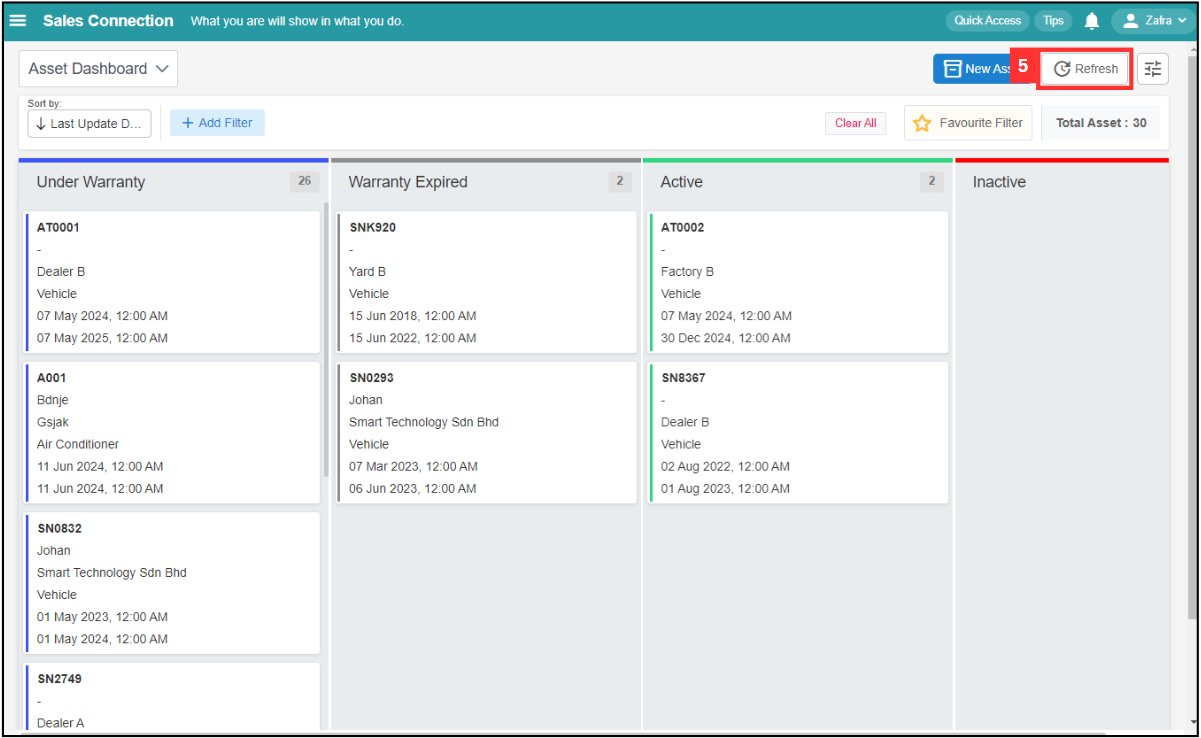 Sales Connection What you are will show in what you do. Quick Access Tips Zafra
Asset Dashboard New As 5 Refresh
Sort by:
Last Update D... + Add Filter Clear All Favourite Filter Total Asset : 30
Under Warranty 26
AT0001
-
Dealer B
Vehicle
07 May 2024, 12:00 AM
07 May 2025, 12:00 AM
A001
Bdnje
Gsjak
Air Conditioner
11 Jun 2024, 12:00 AM
11 Jun 2024, 12:00 AM
SN0832
Johan
Smart Technology Sdn Bhd
Vehicle
01 May 2023, 12:00 AM
01 May 2024, 12:00 AM
SN2749
-
Dealer A
Warranty Expired 2
SNK920
-
Yard B
Vehicle
15 Jun 2018, 12:00 AM
15 Jun 2022, 12:00 AM
SN0293
Johan
Smart Technology Sdn Bhd
Vehicle
07 Mar 2023, 12:00 AM
06 Jun 2023, 12:00 AM
Active 2
AT0002
-
Factory B
Vehicle
07 May 2024, 12:00 AM
30 Dec 2024, 12:00 AM
SN8367
-
Dealer B
Vehicle
02 Aug 2022, 12:00 AM
01 Aug 2023, 12:00 AM
Inactive